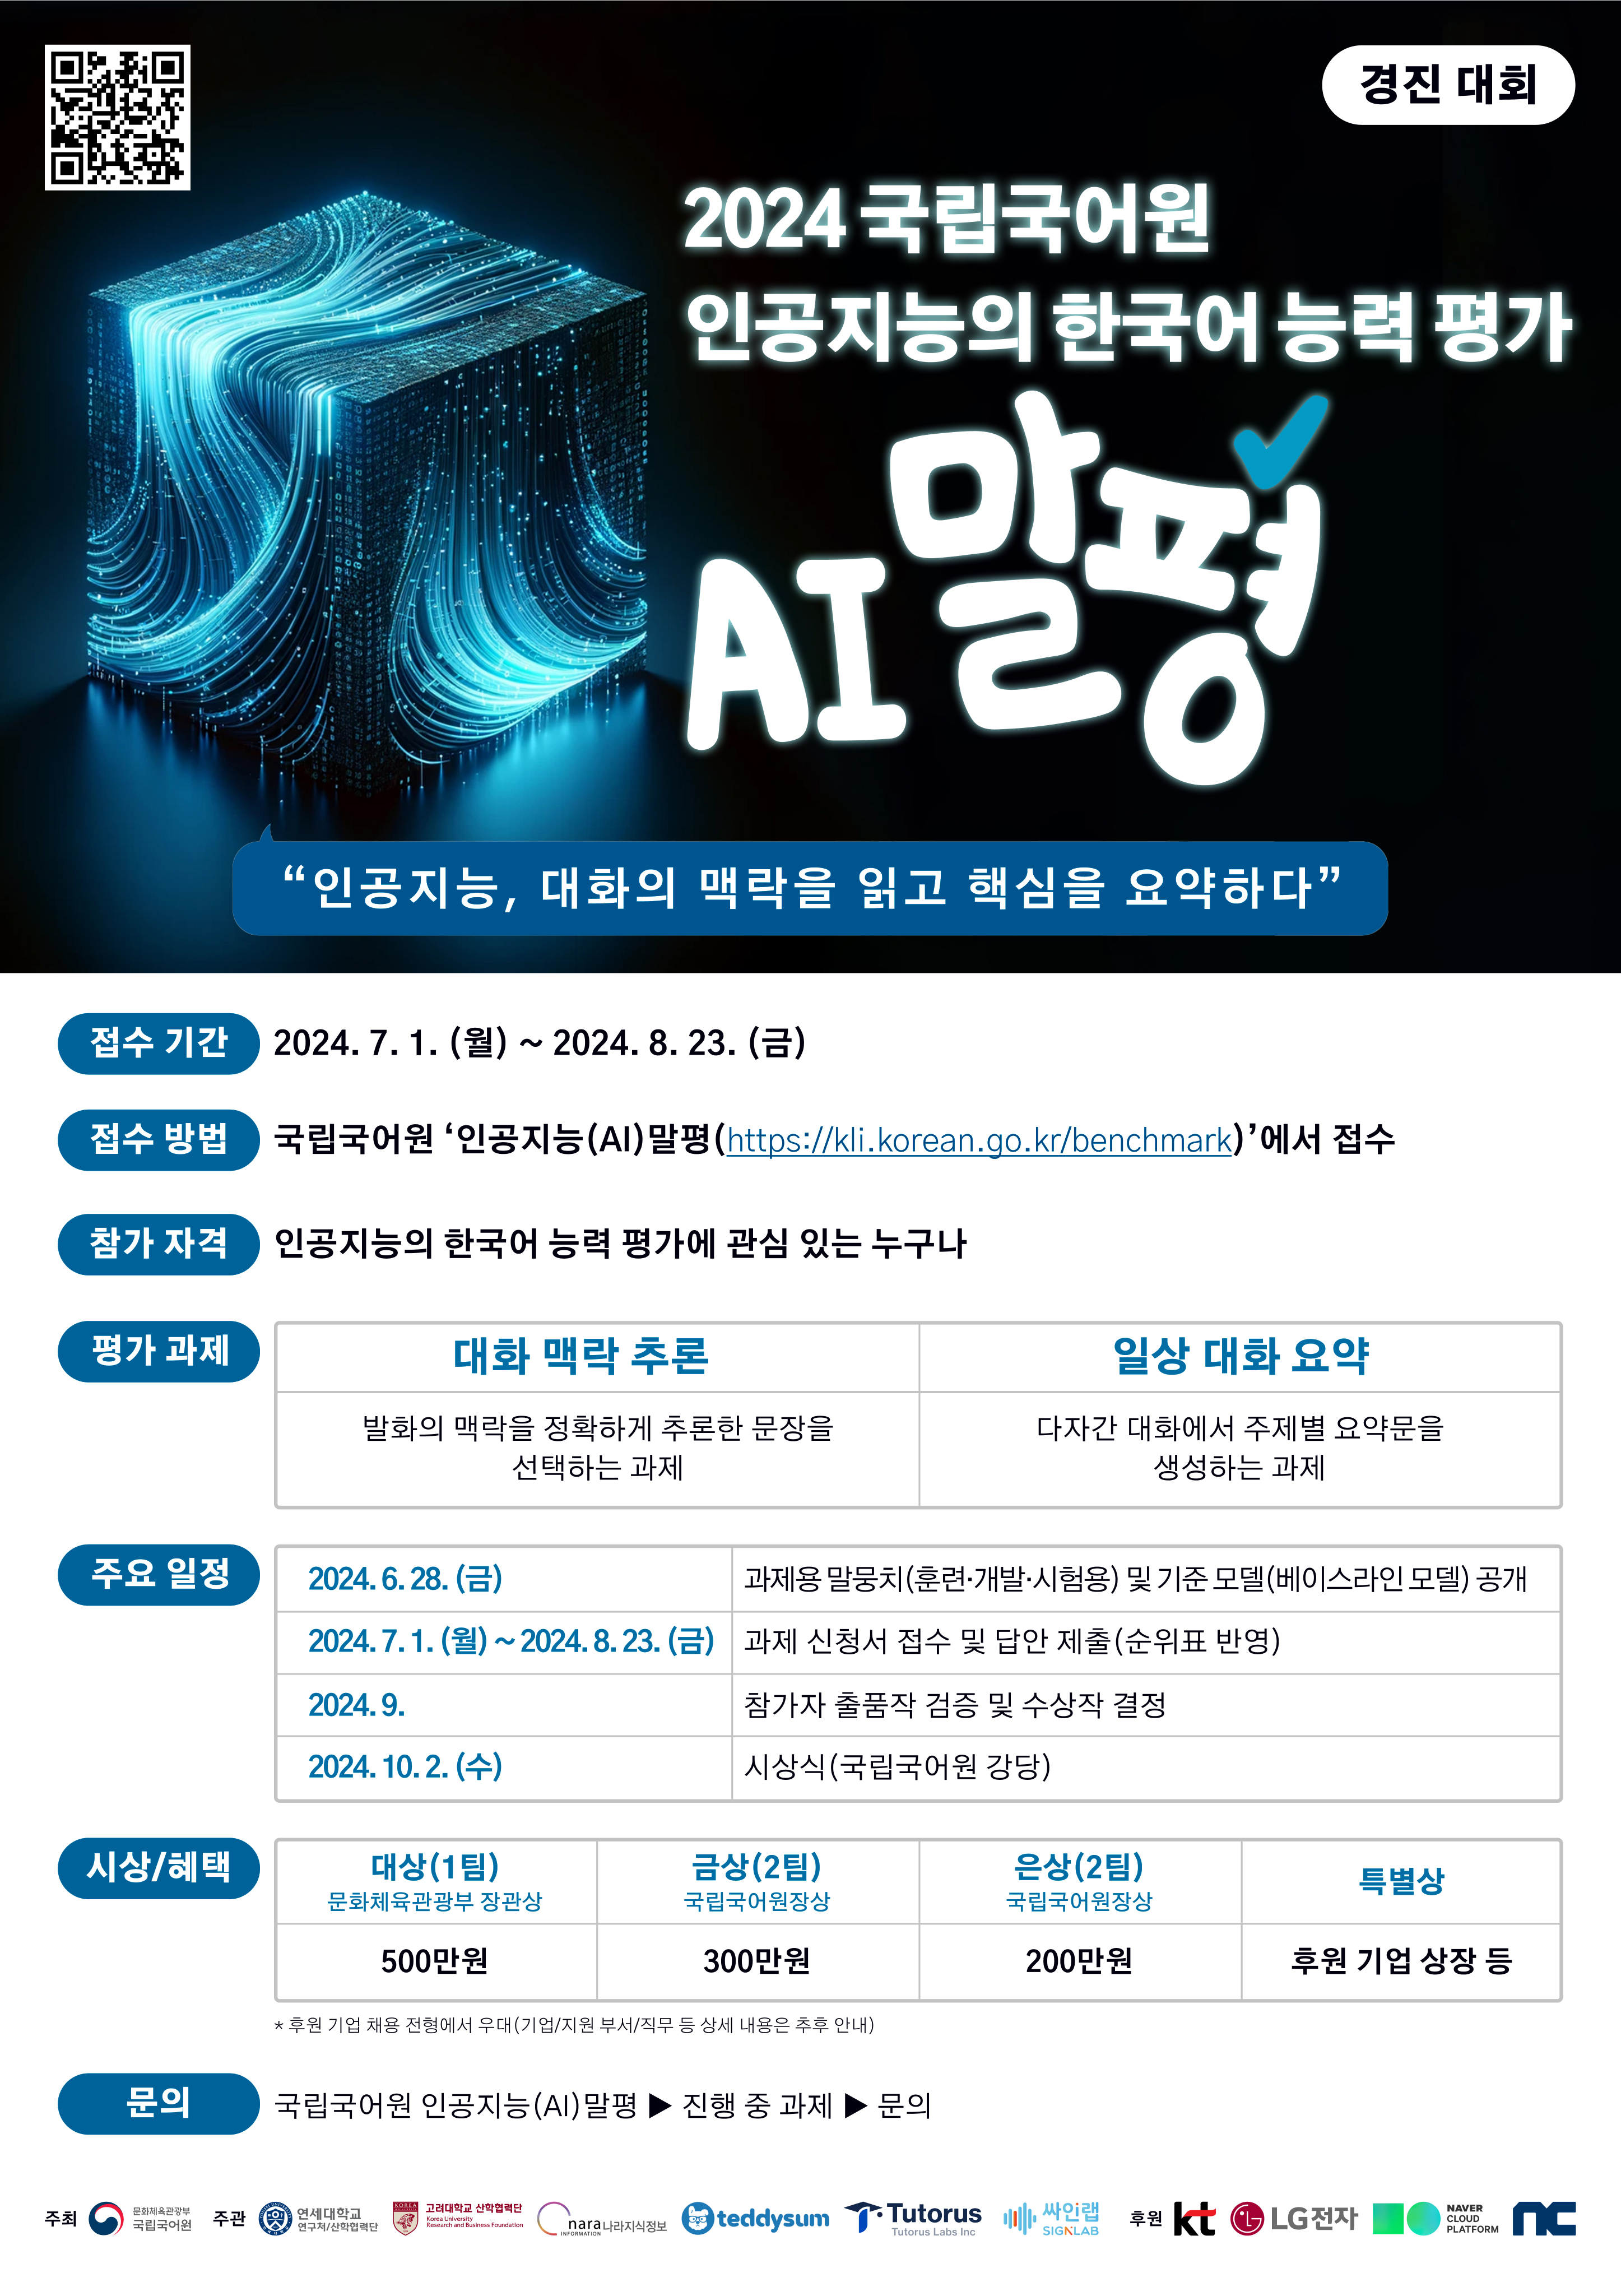 경진 대회
2024 국립국어원
인공지능의 한국어 능력 평가
AI 말평
“인공지능, 대화의 맥락을 읽고 핵심을 요약하다”
접수 기간 2024. 7. 1. (월) ~ 2024. 8. 23. (금)
접수 방법 국립국어원 ‘인공지능(AI)말평(https://kli.korean.go.kr/benchmark)’에서 접수
참가 자격 인공지능의 한국어 능력 평가에 관심 있는 누구나
평가 과제
대화 맥락 추론
발화의 맥락을 정확하게 추론한 문장을
선택하는 과제
일상 대화 요약
다자간 대화에서 주제별 요약문을
생성하는 과제
주요 일정
2024. 6. 28. (금) 과제용 말뭉치(훈련·개발·시험용) 및 기준 모델(베이스라인 모델) 공개
2024. 7. 1. (월) ~ 2024. 8. 23. (금) 과제 신청서 접수 및 답안 제출(순위표 반영)
2024. 9. 참가자 출품작 검증 및 수상작 결정
2024. 10. 2. (수) 시상식(국립국어원 강당)
시상/혜택
대상(1팀)
문화체육관광부 장관상
500만원
금상(2팀)
국립국어원장상
300만원
은상(2팀)
국립국어원장상
200만원
특별상
후원 기업 상장 등
* 후원 기업 채용 전형에서 우대(기업/지원 부서/직무 등 상세 내용은 추후 안내)
문의 국립국어원 인공지능(AI)말평 ▶ 진행 중 과제 ▶ 문의
주최
문화체육관광부
국립국어원
주관
연세대학교
연구처/산학협력단
KOREA
고려대학교 산학협력단
Korea University
Research and Business Foundation
nara 나라지식정보
INFORMATION
teddysum
Tutorus
Tutorus Labs Inc
싸인랩
SIGNLAB
후원
kt
LG전자
NAVER
CLOUD
PLATFORM
NC